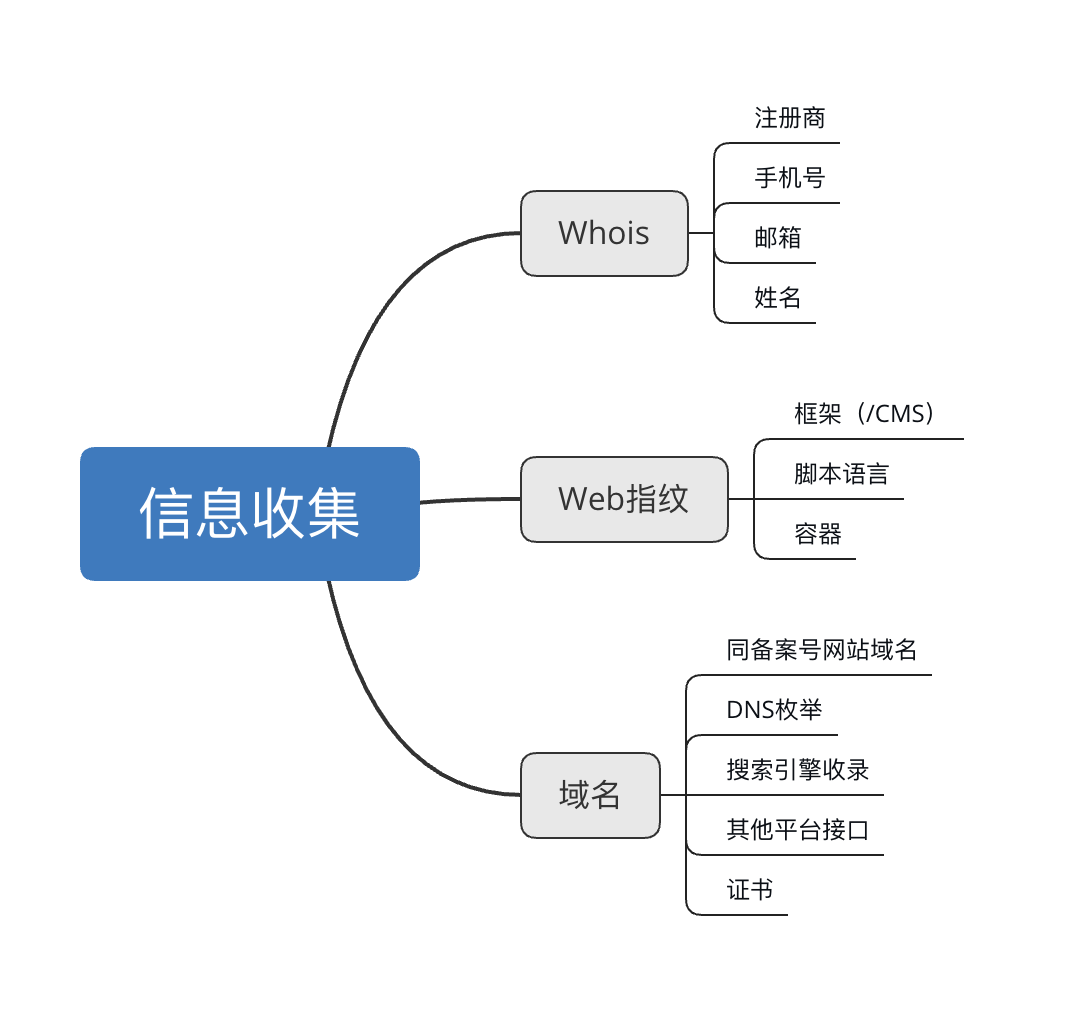 信息收集
Whois
注册商
手机号
邮箱
姓名
Web指纹
框架（/CMS）
脚本语言
容器
域名
同备案号网站域名
DNS枚举
搜索引擎收录
其他平台接口
证书